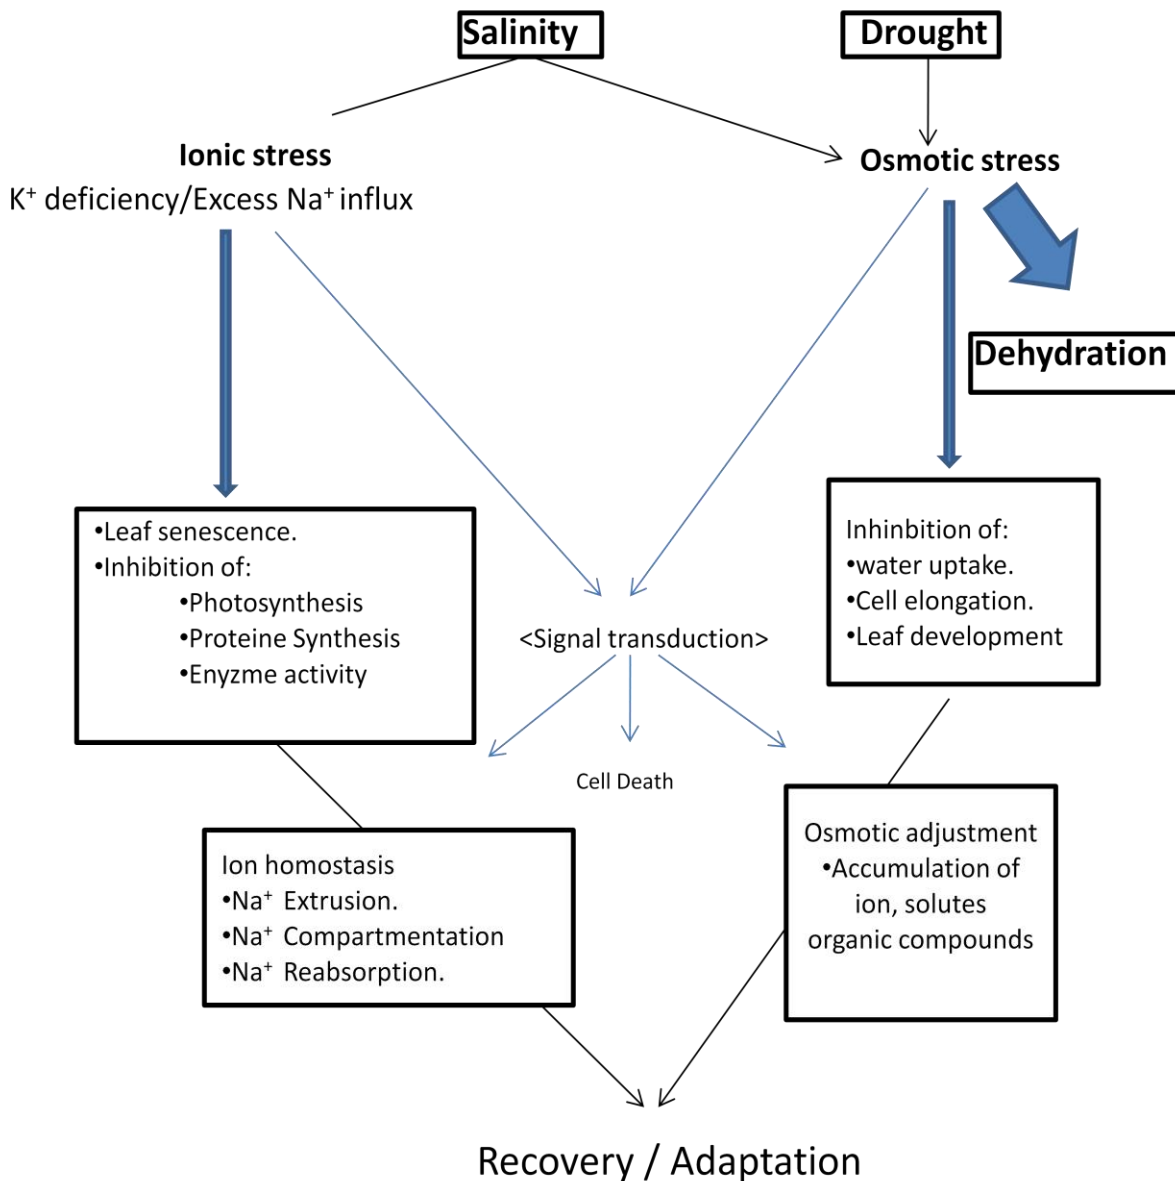 Salinity
Drought
Ionic stress
K⁺ deficiency/Excess Na⁺ influx
Osmotic stress
Dehydration
•Leaf senescence.
•Inhibition of:
•Photosynthesis
•Proteine Synthesis
•Enyzme activity
Inhinbition of:
•water uptake.
•Cell elongation.
•Leaf development
<Signal transduction>
Cell Death
Ion homostasis
•Na⁺ Extrusion.
•Na⁺ Compartmentation
•Na⁺ Reabsorption.
Osmotic adjustment
•Accumulation of
ion, solutes
organic compounds
Recovery / Adaptation